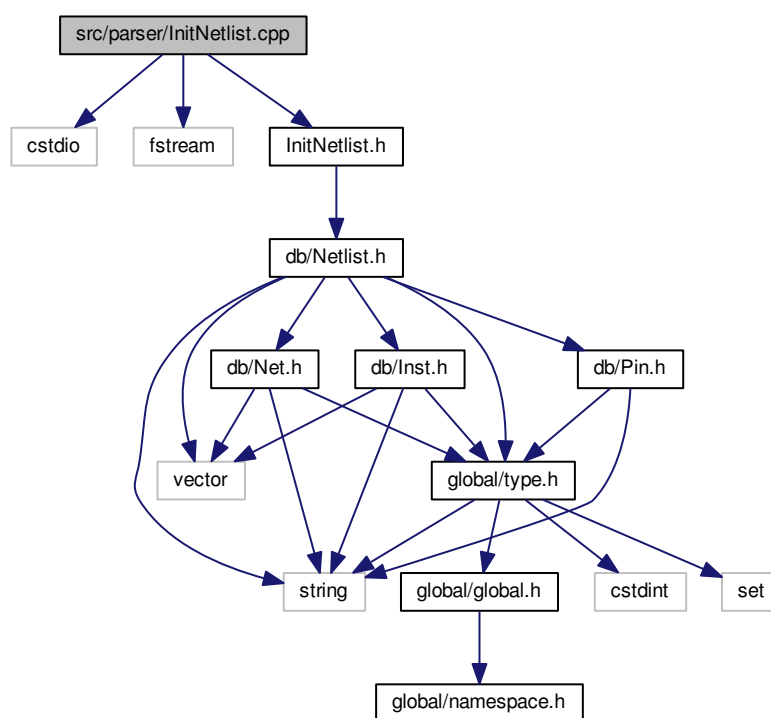 src/parser/InitNetlist.cpp
cstdio
fstream
InitNetlist.h
db/Netlist.h
db/Net.h
db/Inst.h
db/Pin.h
vector
global/type.h
string
global/global.h
cstdint
set
global/namespace.h